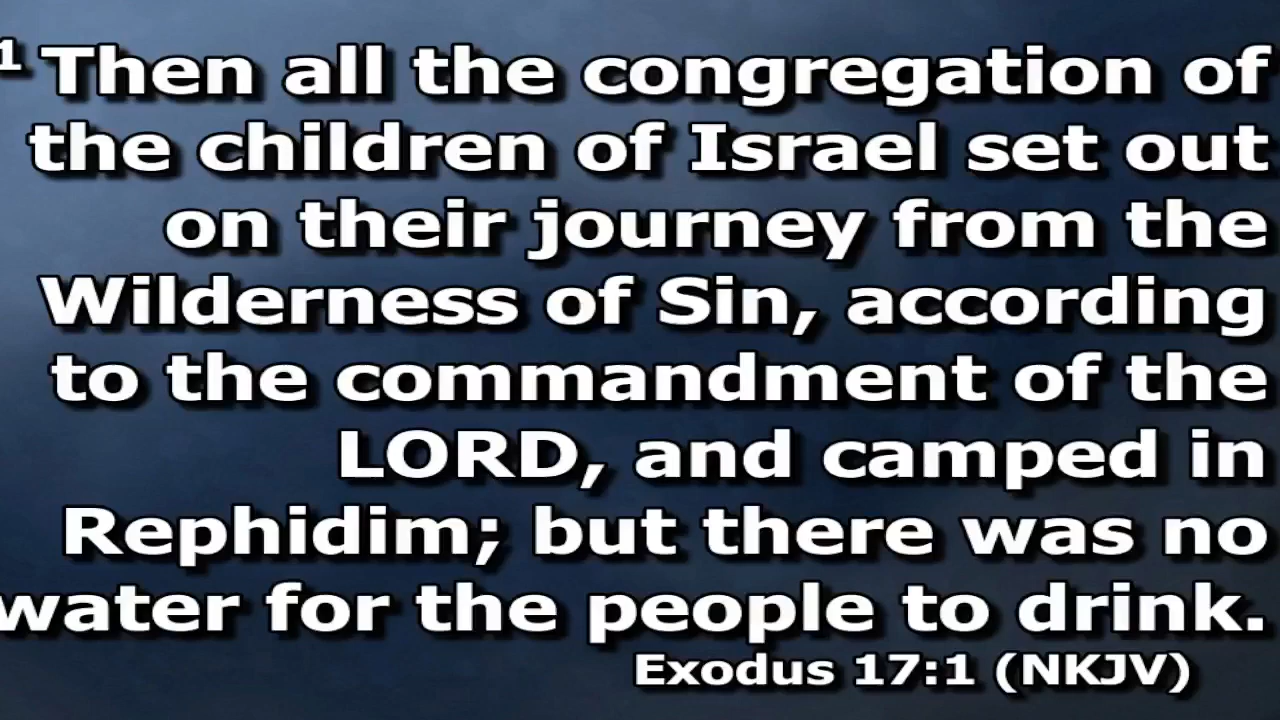 1 Then all the congregation of
the children of Israel set out
on their journey from the
Wilderness of Sin, according
to the commandment of the
LORD, and camped in
Rephidim; but there was no
water for the people to drink.
Exodus 17:1 (NKJV)